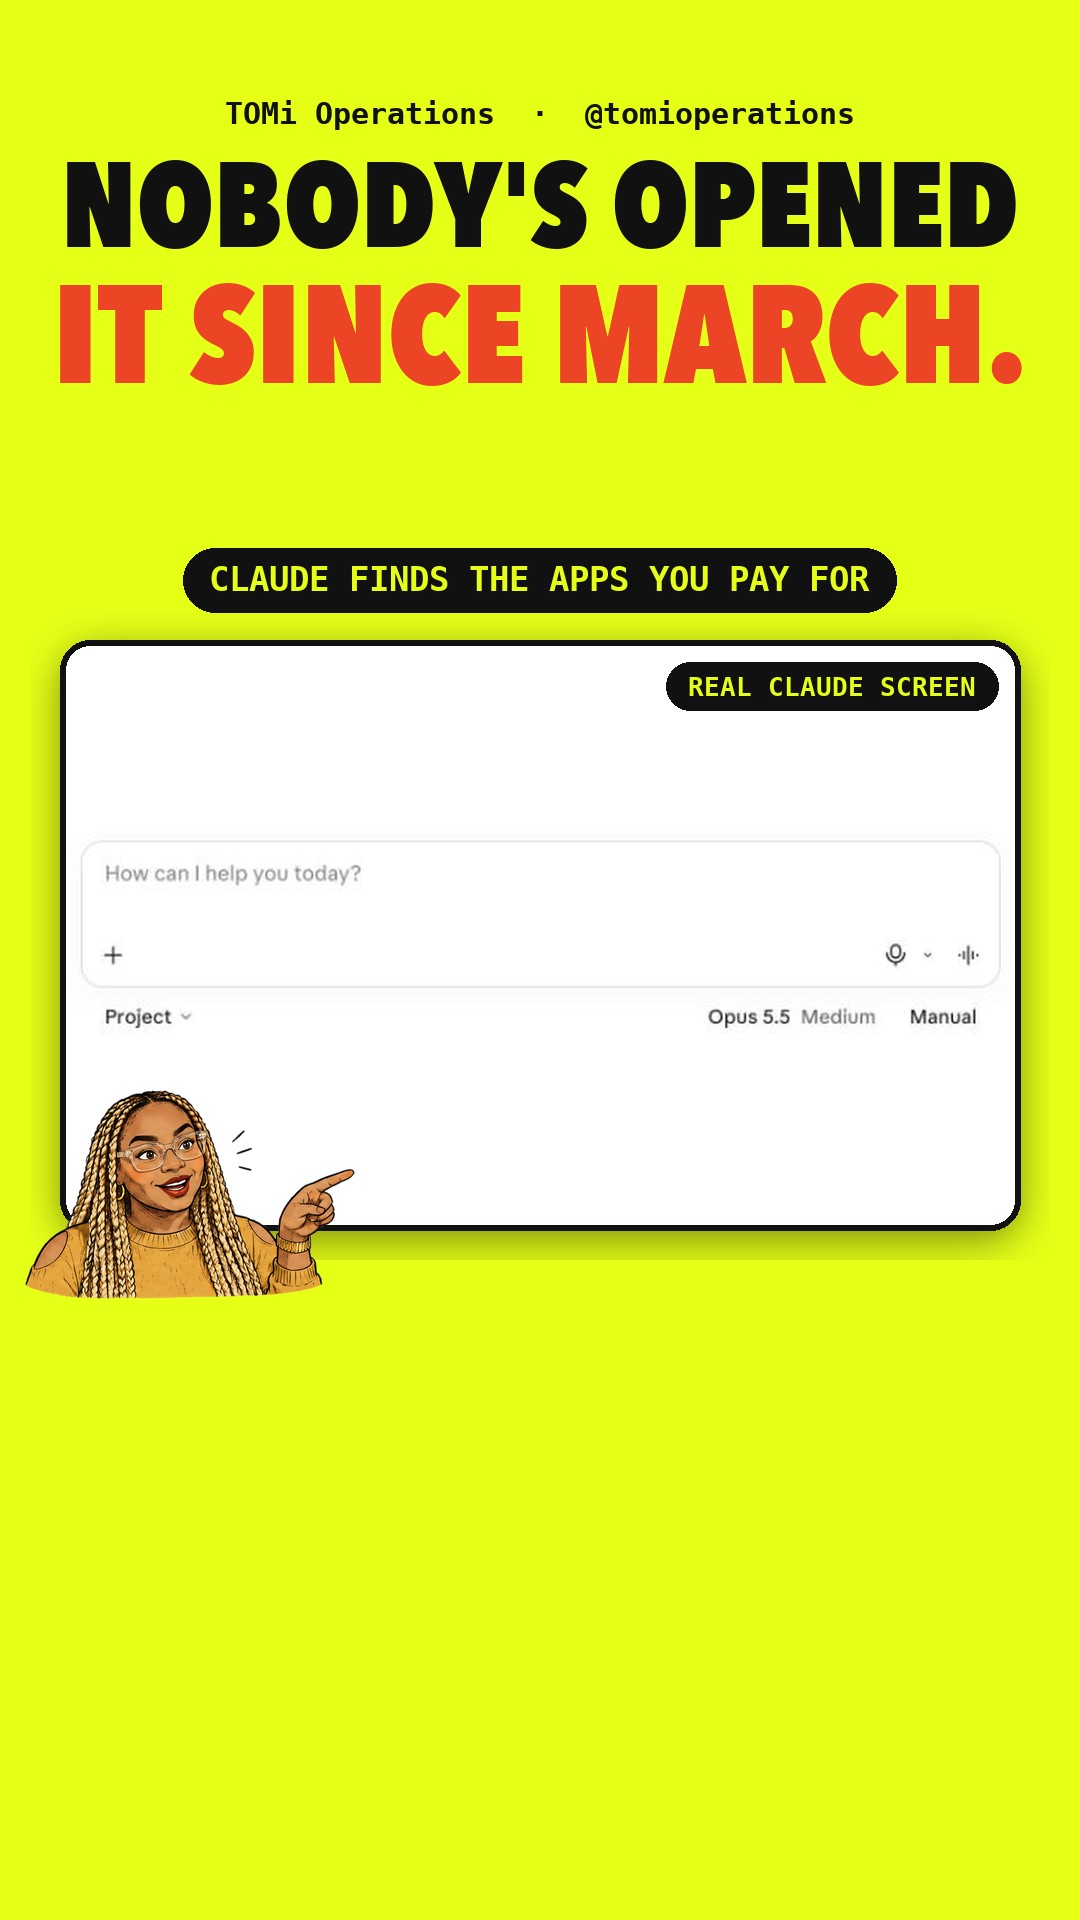 TOMi Operations · @tomioperations
NOBODY'S OPENED
IT SINCE MARCH.
CLAUDE FINDS THE APPS YOU PAY FOR
REAL CLAUDE SCREEN
How can I help you today?
Project
Opus 5.5 Medium Manual